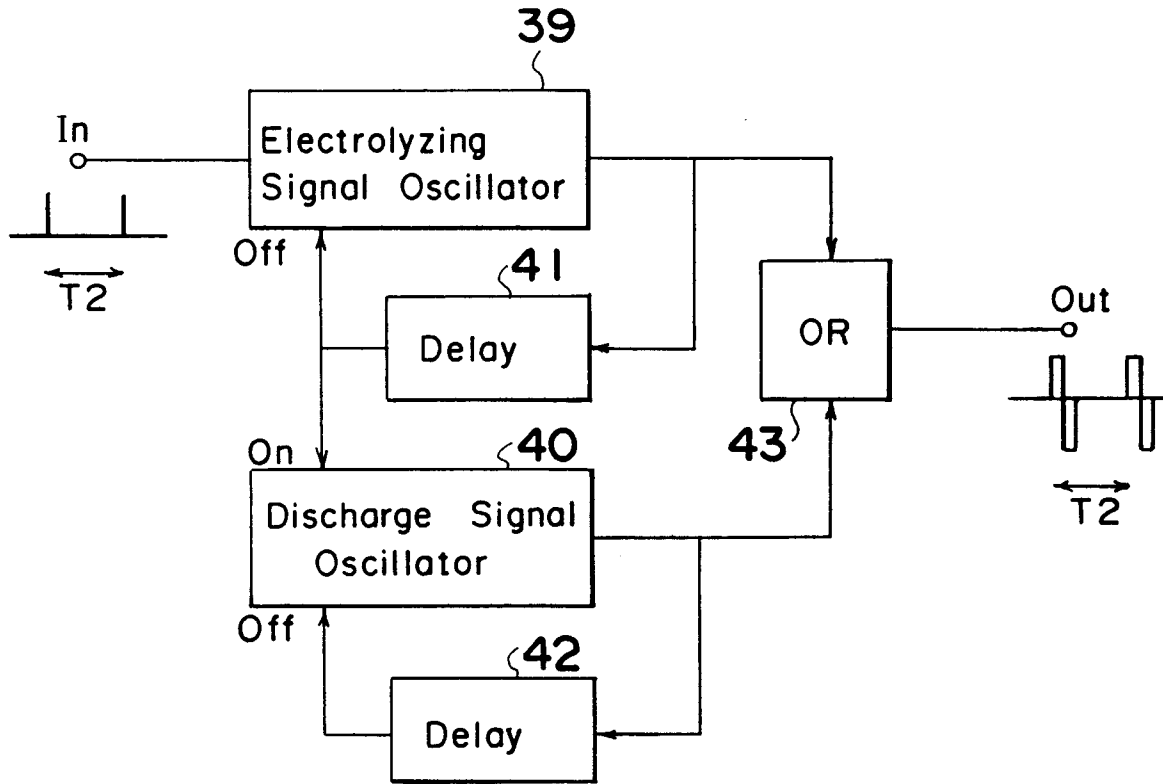 39
In
Electrolyzing
Signal Oscillator
Off
T2
41
Delay
OR
43
Out
T2
On
40
Discharge Signal
Oscillator
Off
42
Delay